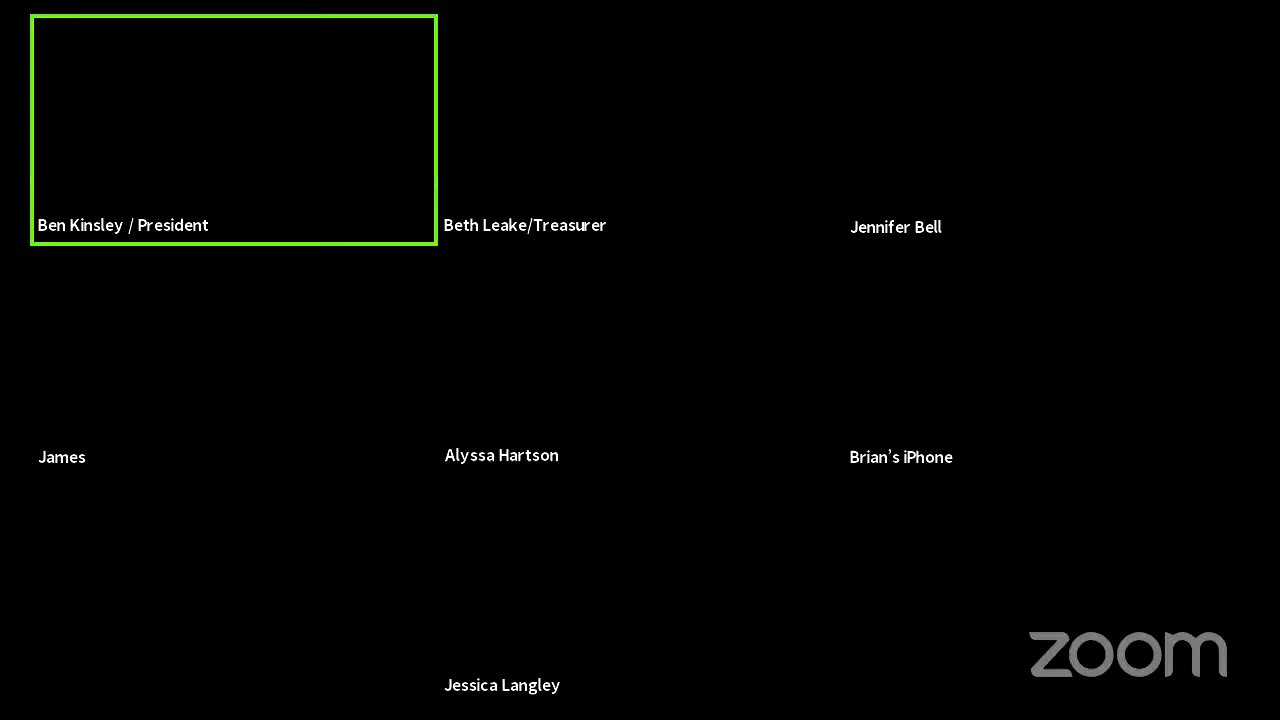 Ben Kinsley / President
Beth Leake/Treasurer
Jennifer Bell
James
Alyssa Hartson
Brian’s iPhone
Jessica Langley
zoom